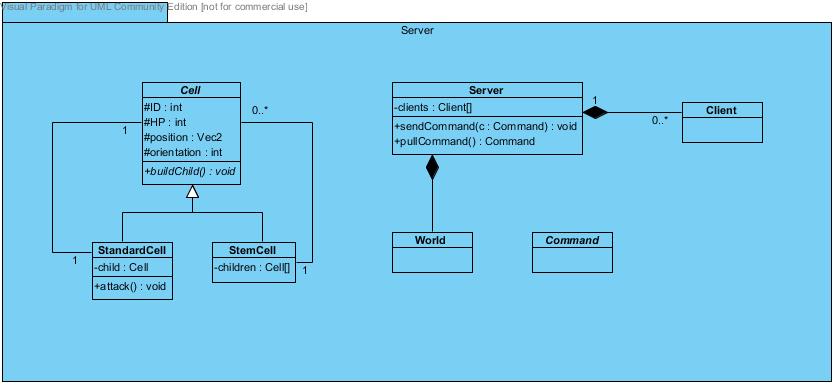 Visual Paradigm for UML Community Edition [not for commercial use]
Server
Cell
#ID : int
#HP : int
#position : Vec2
#orientation : int
+buildChild() : void
1
0..*
StandardCell
-child : Cell
+attack() : void
1
StemCell
-children : Cell[]
1
Server
-clients : Client[]
+sendCommand(c : Command) : void
+pullCommand() : Command
1
0..*
Client
World
Command